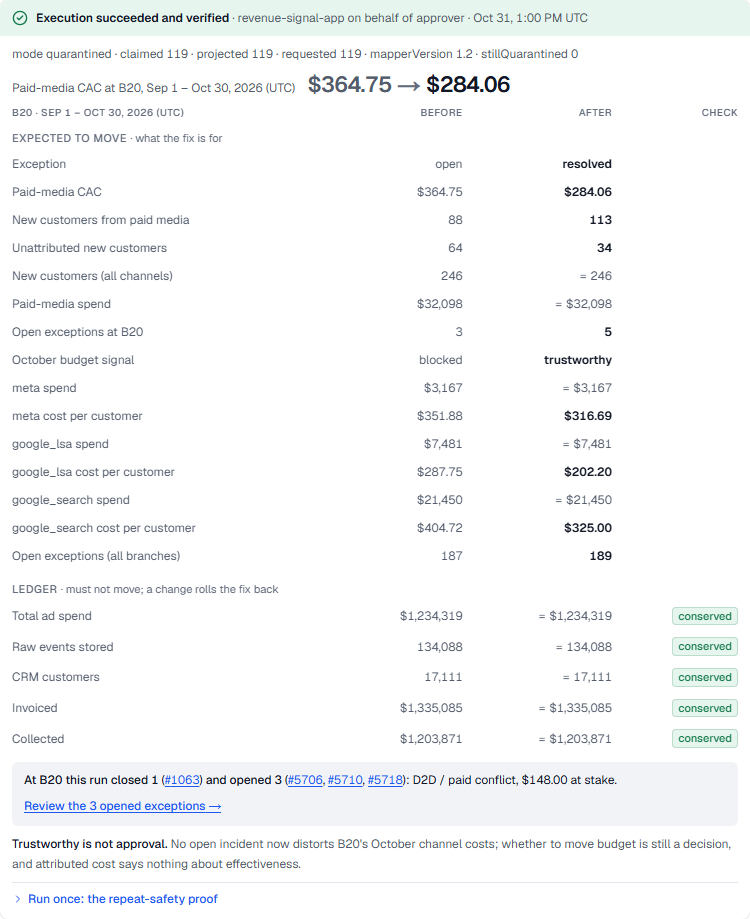 Execution succeeded and verified · revenue-signal-app on behalf of approver · Oct 31, 1:00 PM UTC
mode quarantined · claimed 119 · projected 119 · requested 119 · mapperVersion 1.2 · stillQuarantined 0
Paid-media CAC at B20, Sep 1 – Oct 30, 2026 (UTC) $364.75 → $284.06
B20 · SEP 1 – OCT 30, 2026 (UTC) BEFORE AFTER CHECK
EXPECTED TO MOVE · what the fix is for
Exception open resolved
Paid-media CAC $364.75 $284.06
New customers from paid media 88 113
Unattributed new customers 64 34
New customers (all channels) 246 = 246
Paid-media spend $32,098 = $32,098
Open exceptions at B20 3 5
October budget signal blocked trustworthy
meta spend $3,167 = $3,167
meta cost per customer $351.88 $316.69
google_lsa spend $7,481 = $7,481
google_lsa cost per customer $287.75 $202.20
google_search spend $21,450 = $21,450
google_search cost per customer $404.72 $325.00
Open exceptions (all branches) 187 189
LEDGER · must not move; a change rolls the fix back
Total ad spend $1,234,319 = $1,234,319 conserved
Raw events stored 134,088 = 134,088 conserved
CRM customers 17,111 = 17,111 conserved
Invoiced $1,335,085 = $1,335,085 conserved
Collected $1,203,871 = $1,203,871 conserved
At B20 this run closed 1 (#1063) and opened 3 (#5706, #5710, #5718): D2D / paid conflict, $148.00 at stake.
Review the 3 opened exceptions →
Trustworthy is not approval. No open incident now distorts B20's October channel costs; whether to move budget is still a decision,
and attributed cost says nothing about effectiveness.
Run once: the repeat-safety proof